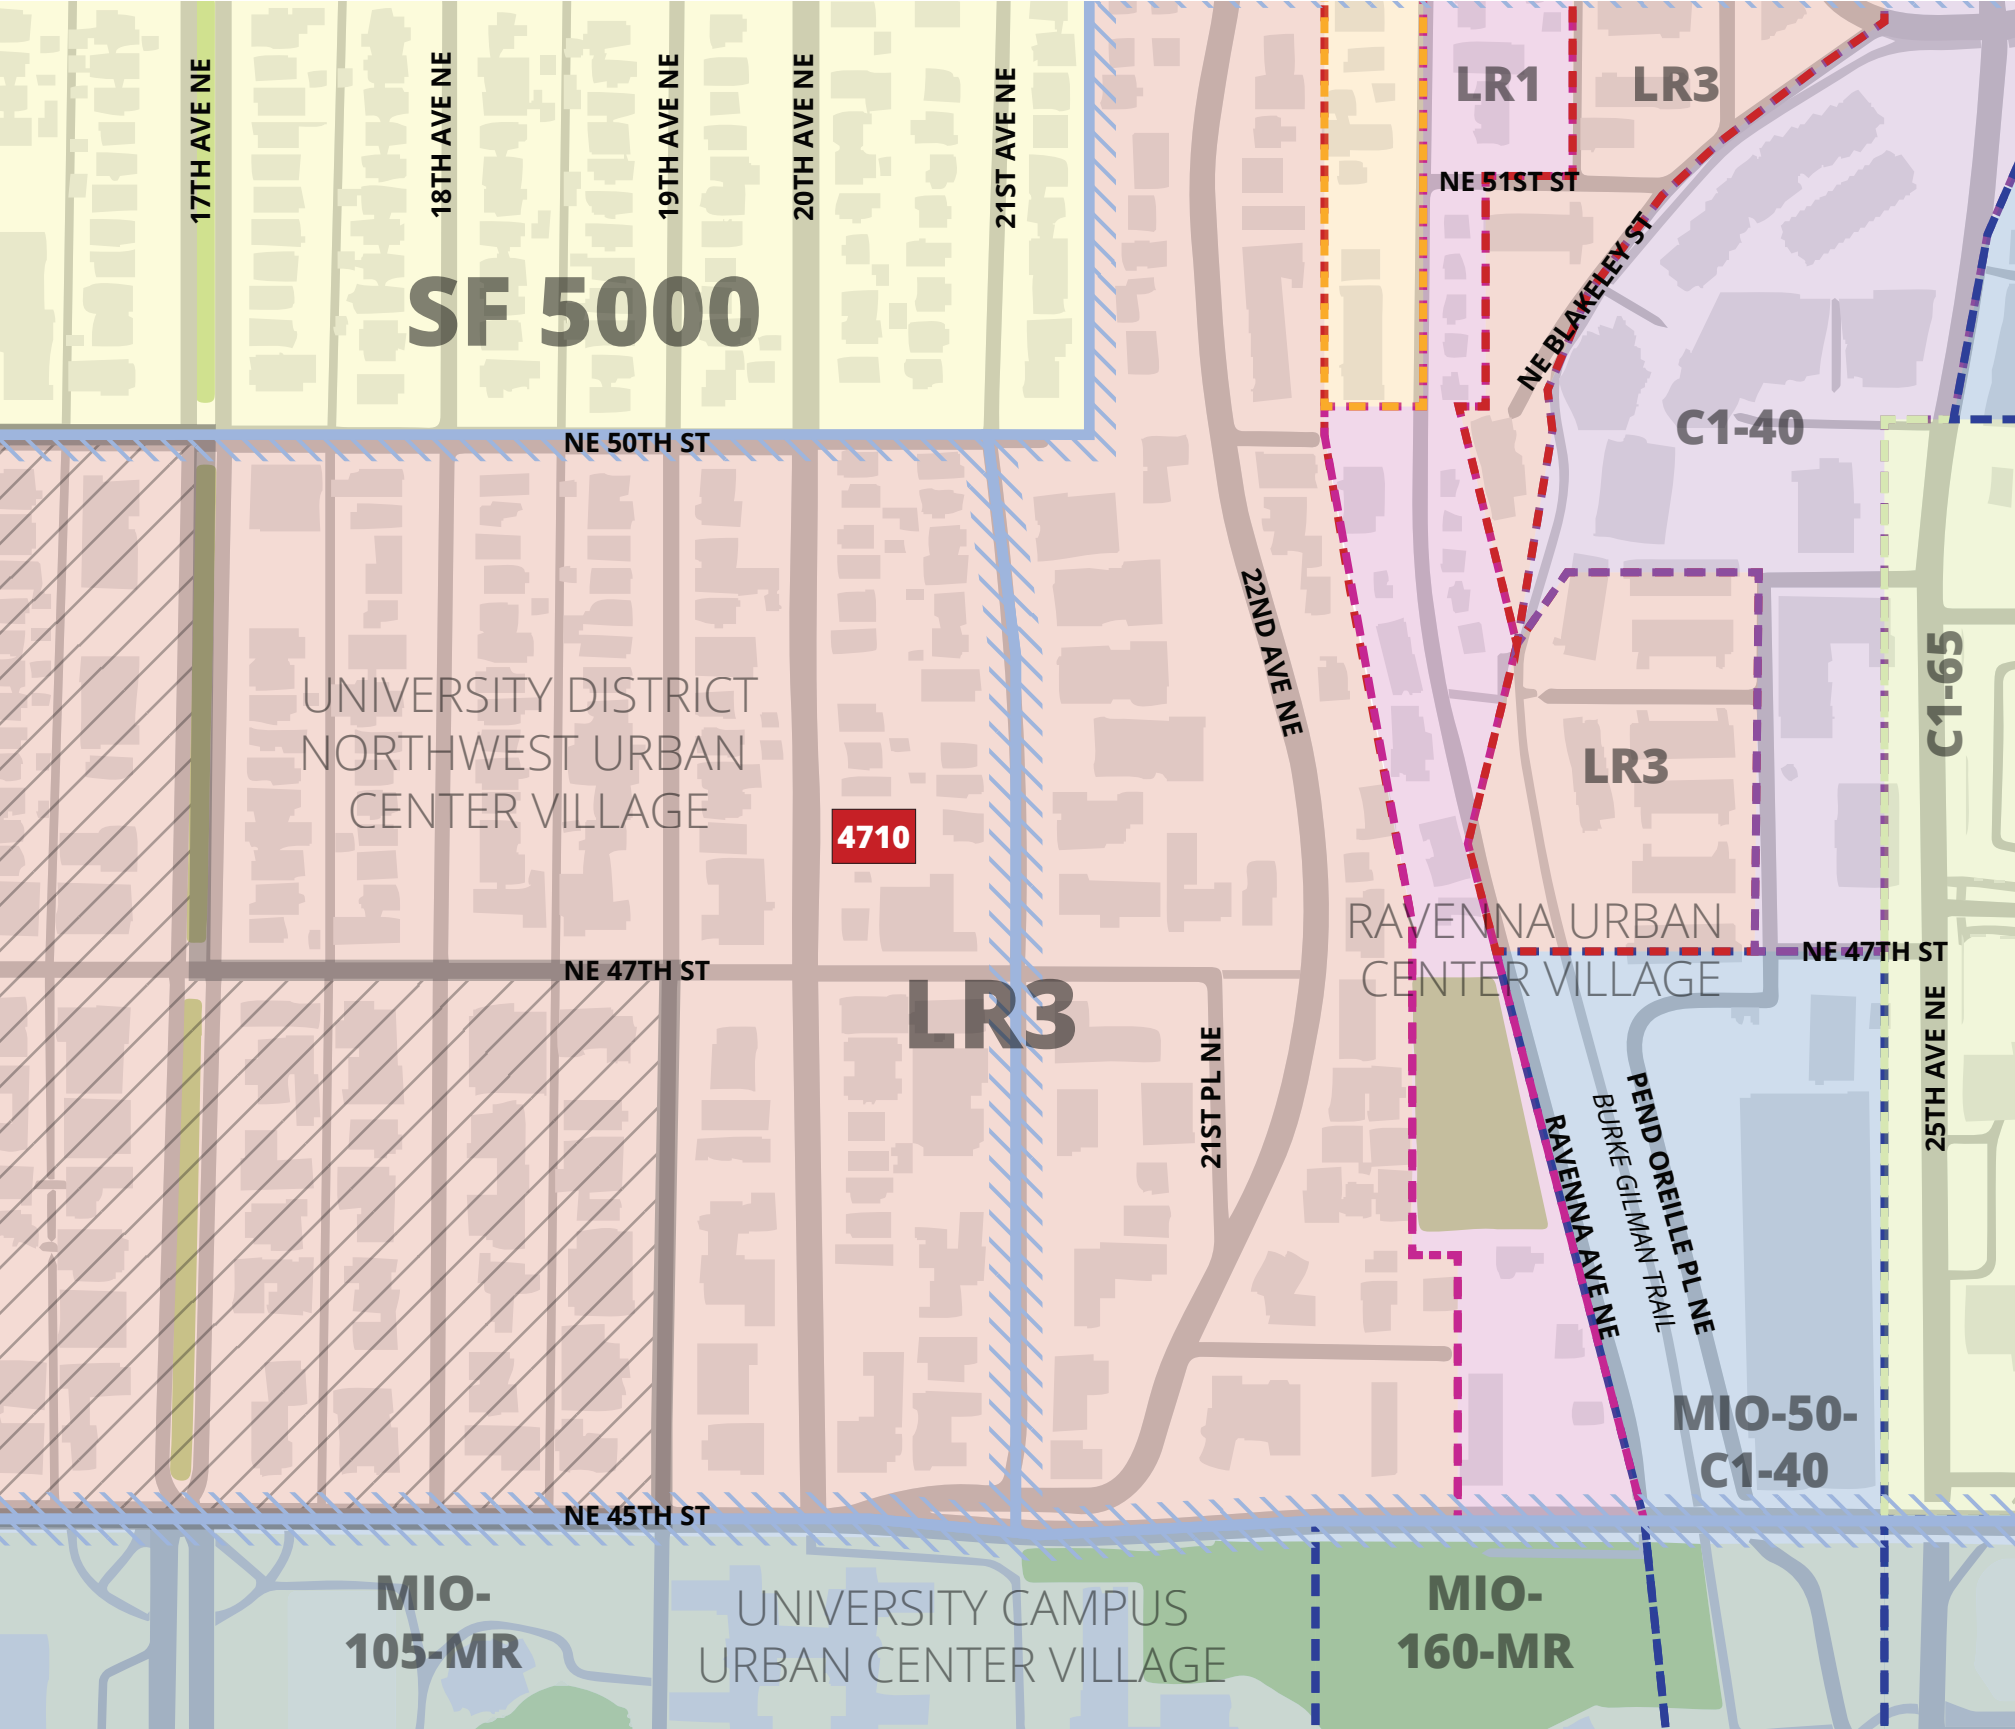 17TH AVE NE
18TH AVE NE
19TH AVE NE
20TH AVE NE
21ST AVE NE
LR1
LR3
NE 51ST ST
NE BLAKELEY ST
SF 5000
C1-40
NE 50TH ST
22ND AVE NE
C1-65
UNIVERSITY DISTRICT
NORTHWEST URBAN
CENTER VILLAGE
LR3
4710
RAVENNA URBAN
CENTER VILLAGE
NE 47TH ST
NE 47TH ST
LR3
21ST PL NE
25TH AVE NE
PEND OREILLE PL NE
BURKE GILMAN TRAIL
RAVENNA AVE NE
MIO-50-
C1-40
NE 45TH ST
MIO-
105-MR
UNIVERSITY CAMPUS
URBAN CENTER VILLAGE
MIO-
160-MR